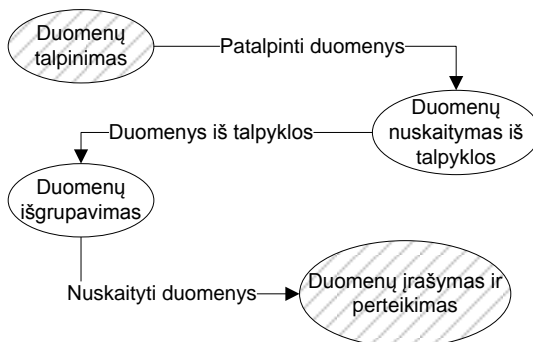 Duomenų
talpinimas
Patalpinti duomenys
Duomenų
nuskaitymas iš
talpyklos
Duomenys iš talpyklos
Duomenų
išgrupavimas
Nuskaityti duomenys
Duomenų įrašymas ir
perteikimas